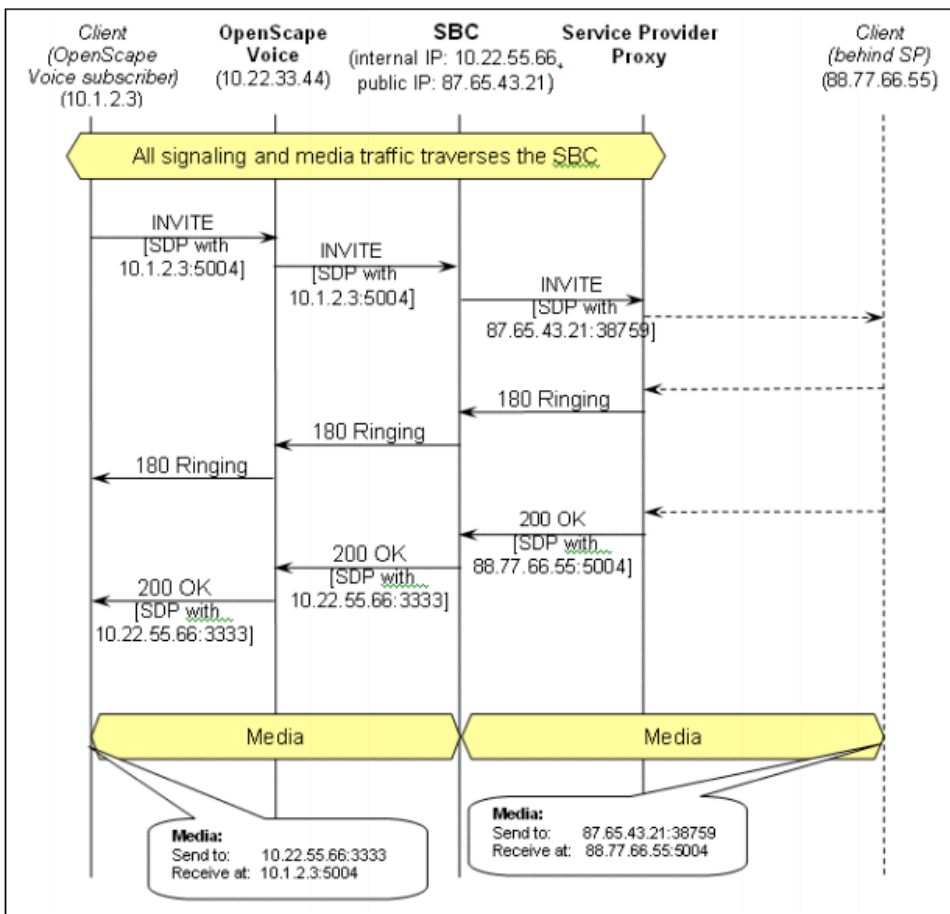 Client
(OpenScape
Voice subscriber)
(10.1.2.3)
OpenScape
Voice
(10.22.33.44)
SBC
(internal IP: 10.22.55.66,
public IP: 87.65.43.21)
Service Provider
Proxy
Client
(behind SP)
(88.77.66.55)
All signaling and media traffic traverses the SBC
INVITE
[SDP with
10.1.2.3:5004]
INVITE
[SDP with
10.1.2.3:5004]
INVITE
[SDP with
87.65.43.21:38759]
180 Ringing
180 Ringing
180 Ringing
200 OK
[SDP with
88.77.66.55:5004]
200 OK
[SDP with
10.22.55.66:3333]
200 OK
[SDP with
10.22.55.66:3333]
Media
Media
Media:
Send to: 10.22.55.66:3333
Receive at: 10.1.2.3:5004
Media:
Send to: 87.65.43.21:38759
Receive at: 88.77.66.55:5004